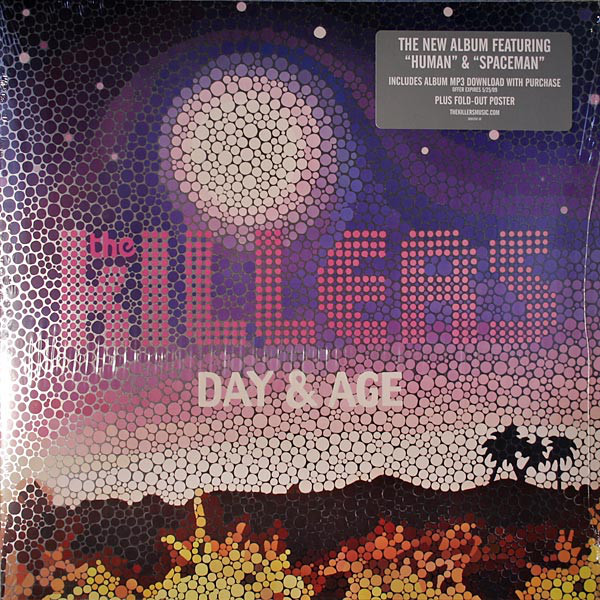 THE NEW ALBUM FEATURING
"HUMAN" & "SPACEMAN"
INCLUDES ALBUM MP3 DOWNLOAD WITH PURCHASE
OFFER EXPIRES 5/25/09
PLUS FOLD-OUT POSTER
THEKILLERSMUSIC.COM
the
KILLERS
DAY & AGE